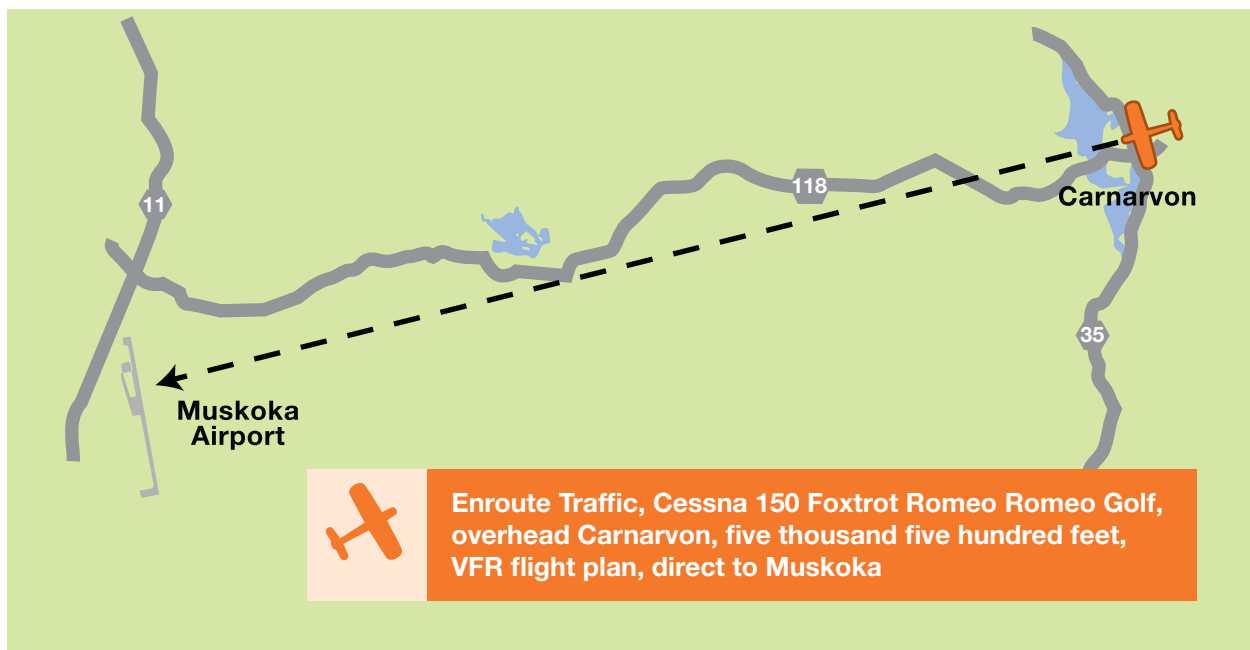 11
118
Carnarvon
35
Muskoka
Airport
Enroute Traffic, Cessna 150 Foxtrot Romeo Romeo Golf,
overhead Carnarvon, five thousand five hundred feet,
VFR flight plan, direct to Muskoka